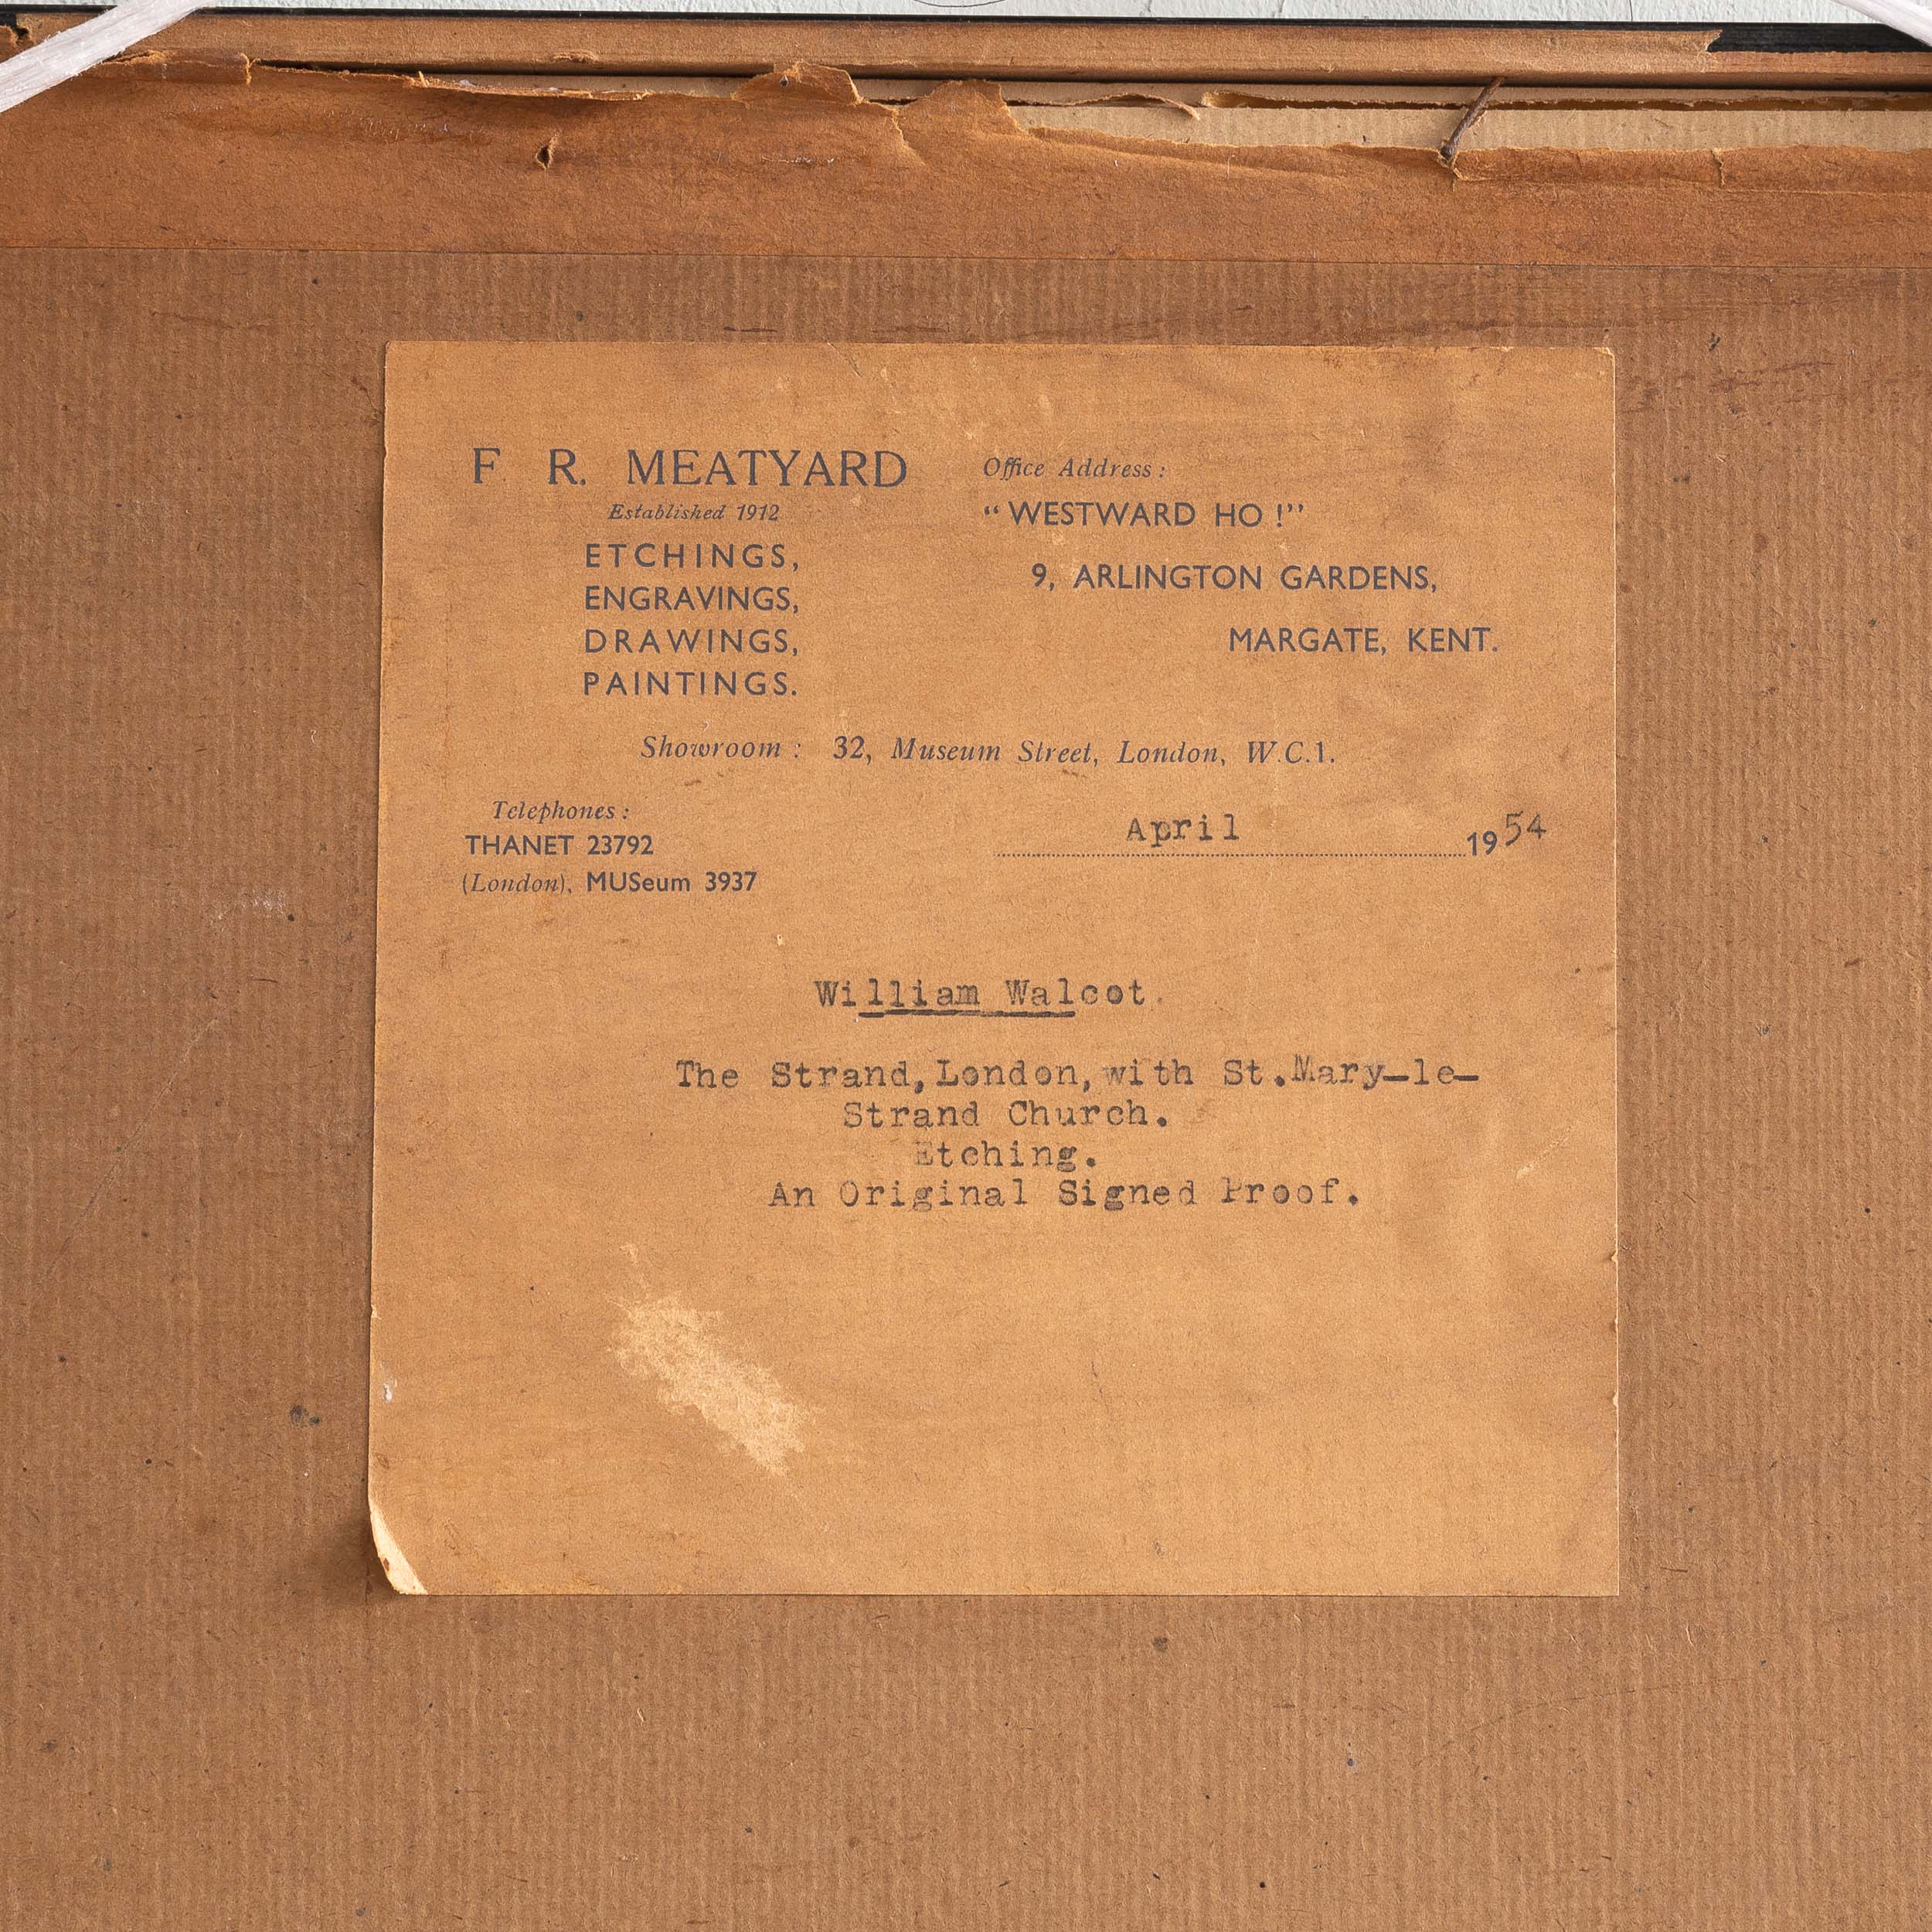 F. R. MEATYARD
Established 1912
ETCHINGS,
ENGRAVINGS,
DRAWINGS,
PAINTINGS.
Office Address:
“WESTWARD HO!”
9, ARLINGTON GARDENS,
MARGATE, KENT.
Showroom: 32, Museum Street, London, W.C.1.
Telephones:
THANET 23792
(London), MUSeum 3937
April 1954
William Walcot.
The Strand, London, with St.Mary-le-
Strand Church.
Etching.
An Original Signed Proof.